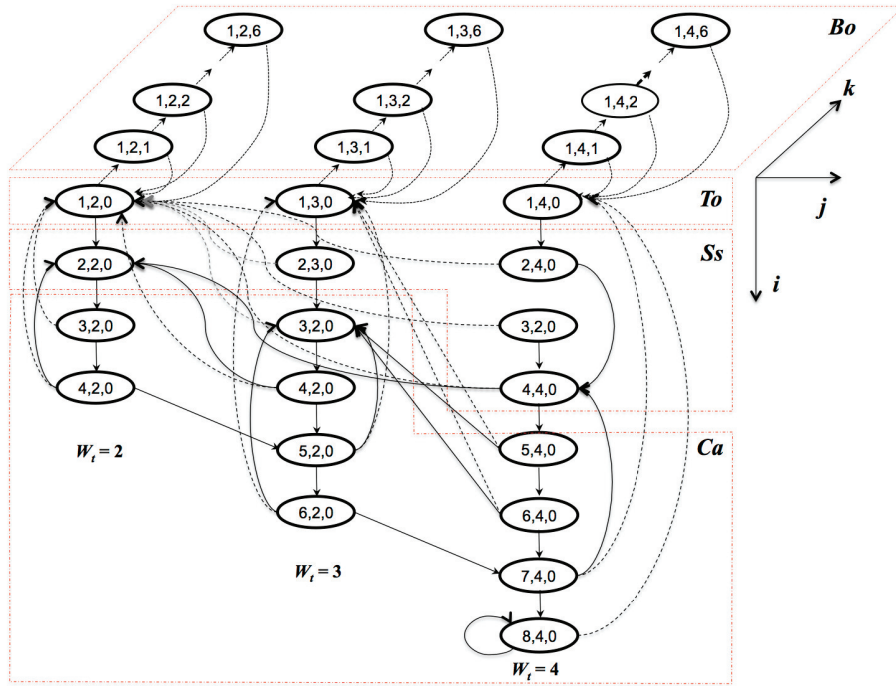 1,2,6 1,3,6 1,4,6 Bo
1,2,2 1,3,2 1,4,2 k
1,2,1 1,3,1 1,4,1
1,2,0 1,3,0 1,4,0 To j
2,2,0 2,3,0 2,4,0 Ss i
3,2,0 3,2,0 3,2,0
4,2,0 4,2,0 4,4,0
W_t = 2 5,2,0 5,4,0 Ca
6,2,0 6,4,0
W_t = 3 7,4,0
8,4,0
W_t = 4